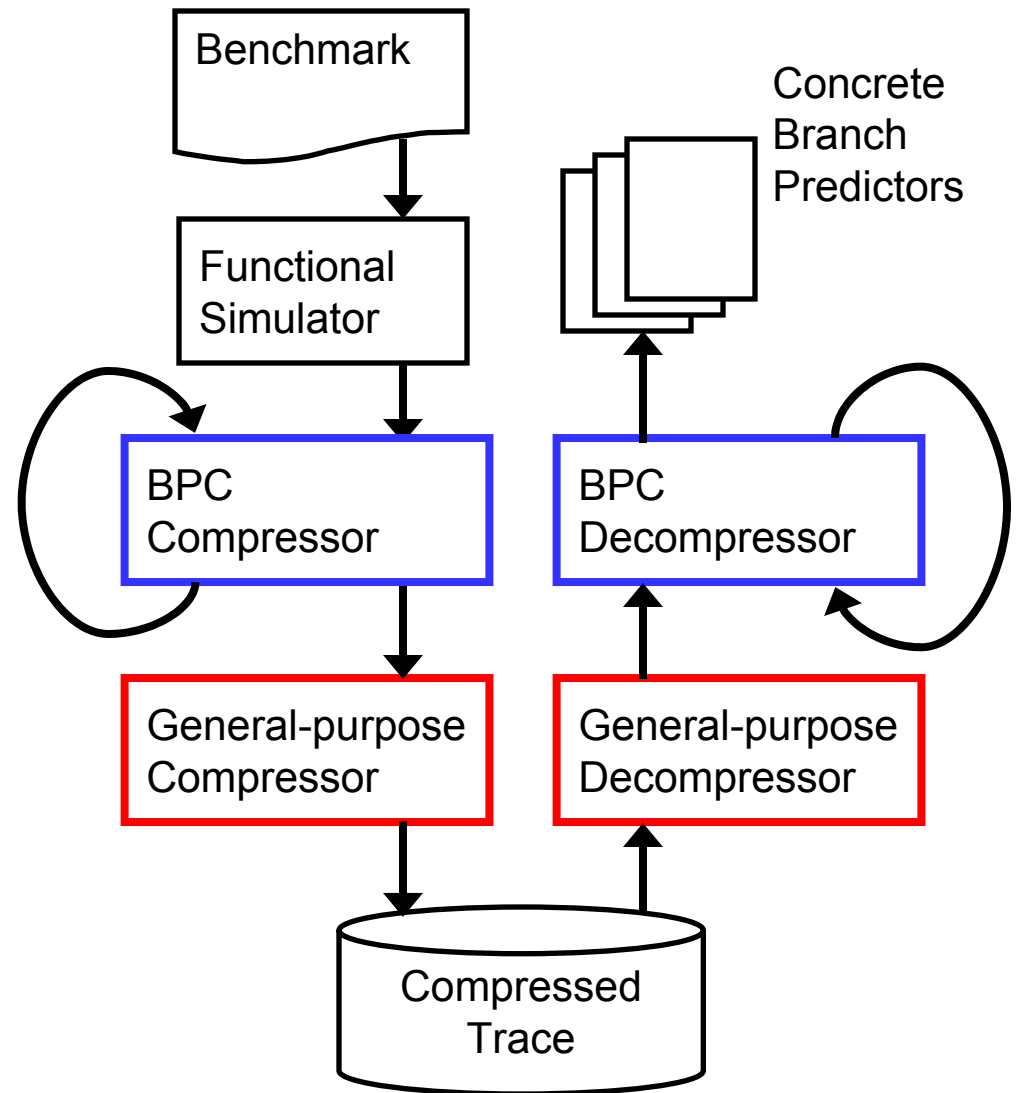 Benchmark
Concrete
Branch
Predictors
Functional
Simulator
BPC
Compressor
BPC
Decompressor
General-purpose
Compressor
General-purpose
Decompressor
Compressed
Trace